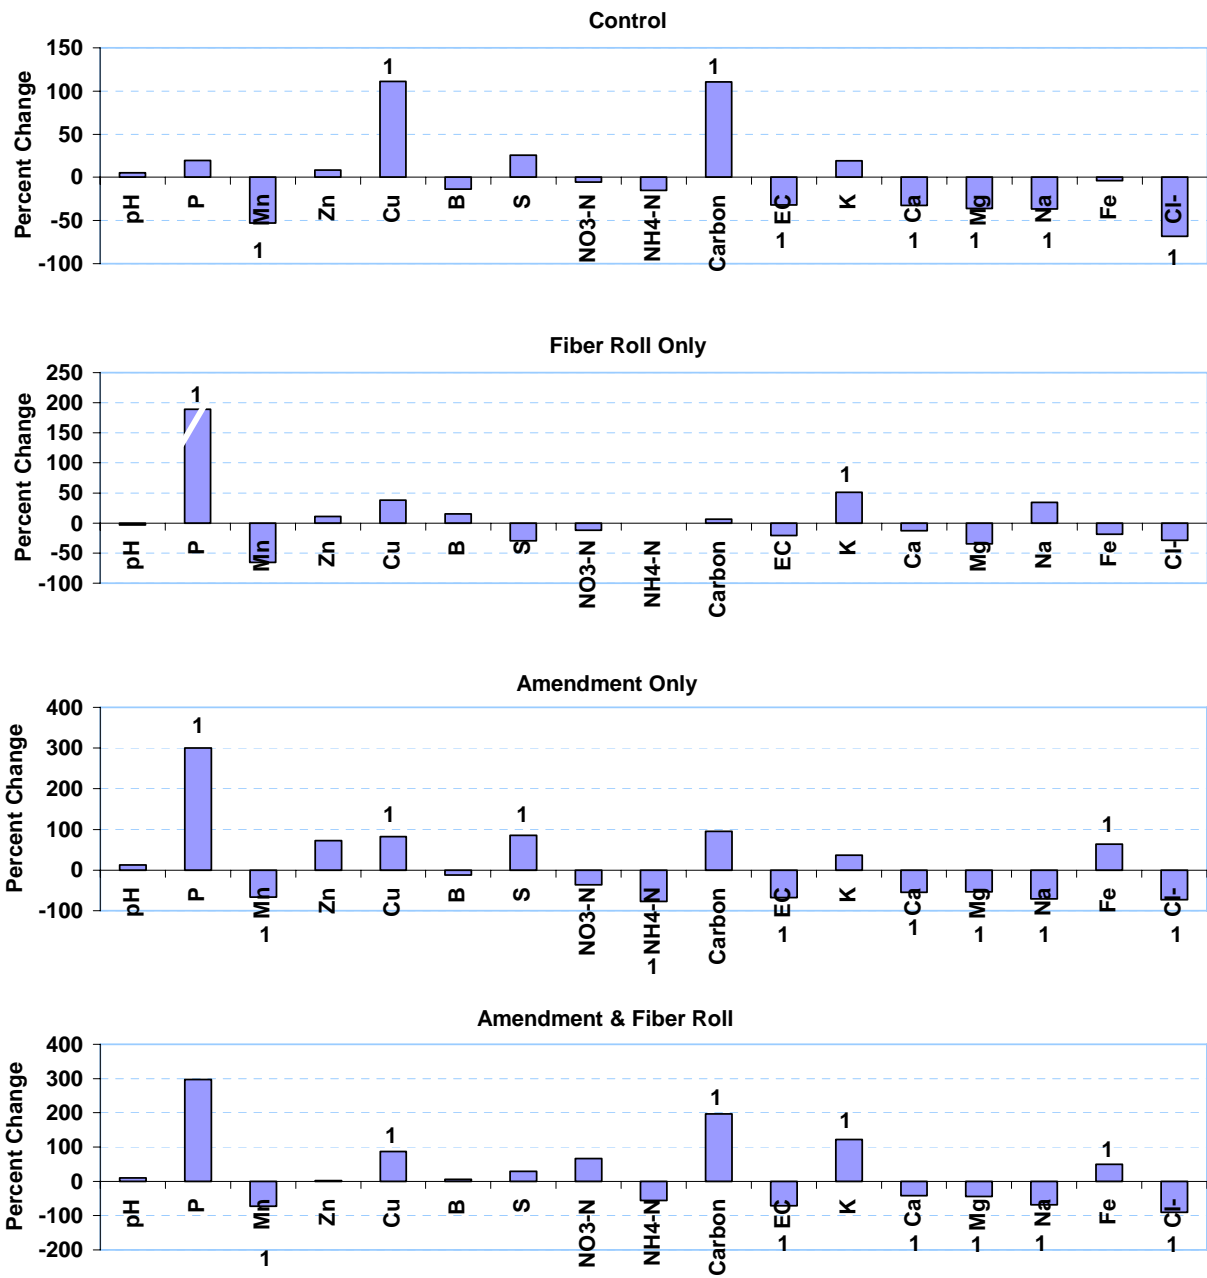 Control
Percent Change
150
100
50
0
-50
-100
1 1
pH P Mn Zn Cu B S NO3-N NH4-N Carbon EC K Ca Mg Na Fe Cl-
1 1 1 1 1 1
Fiber Roll Only
Percent Change
250
200
150
100
50
0
-50
-100
1 1
pH P Mn Zn Cu B S NO3-N NH4-N Carbon EC K Ca Mg Na Fe Cl-
Amendment Only
Percent Change
400
300
200
100
0
-100
1 1 1 1
pH P Mn Zn Cu B S NO3-N NH4-N Carbon EC K Ca Mg Na Fe Cl-
1 1 1 1 1 1 1
Amendment & Fiber Roll
Percent Change
400
300
200
100
0
-100
-200
1 1 1 1
pH P Mn Zn Cu B S NO3-N NH4-N Carbon EC K Ca Mg Na Fe Cl-
1 1 1 1 1 1